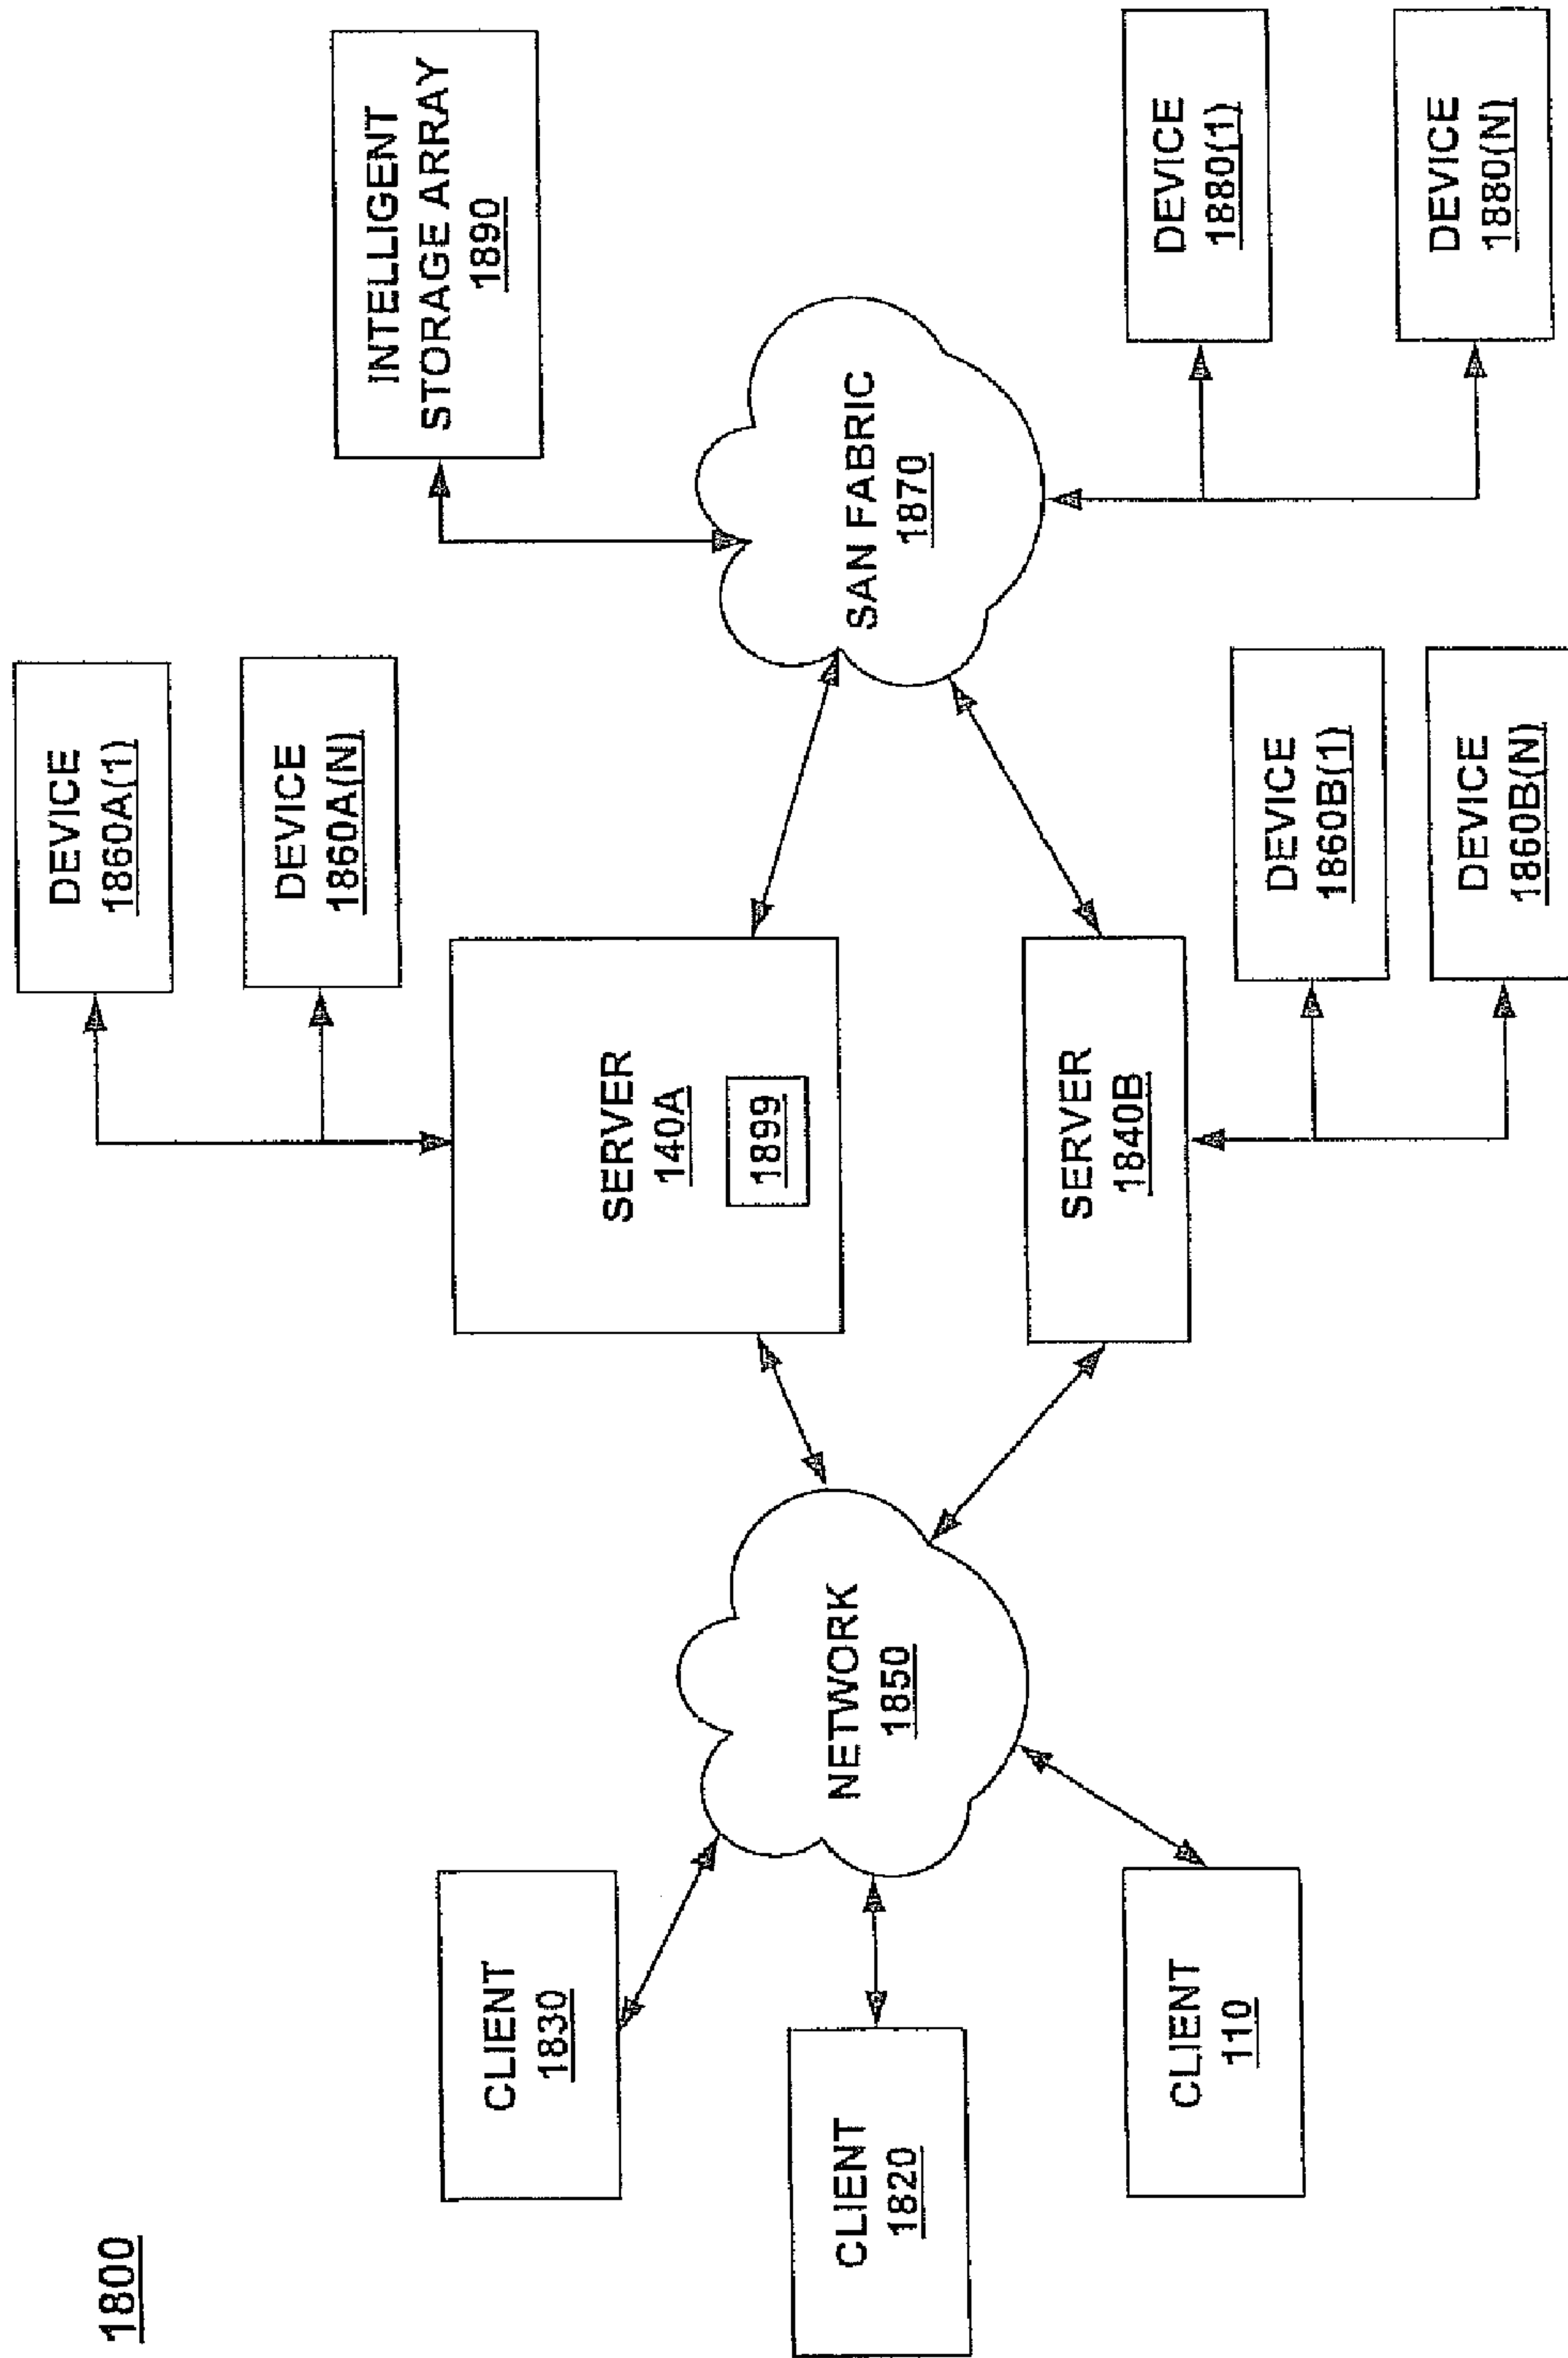 1800
CLIENT
1830
CLIENT
1820
CLIENT
110
NETWORK
1850
SERVER
140A
1899
SERVER
1840B
DEVICE
1860A(1)
DEVICE
1860A(N)
DEVICE
1860B(1)
DEVICE
1860B(N)
SAN FABRIC
1870
INTELLIGENT
STORAGE ARRAY
1890
DEVICE
1880(1)
DEVICE
1880(N)